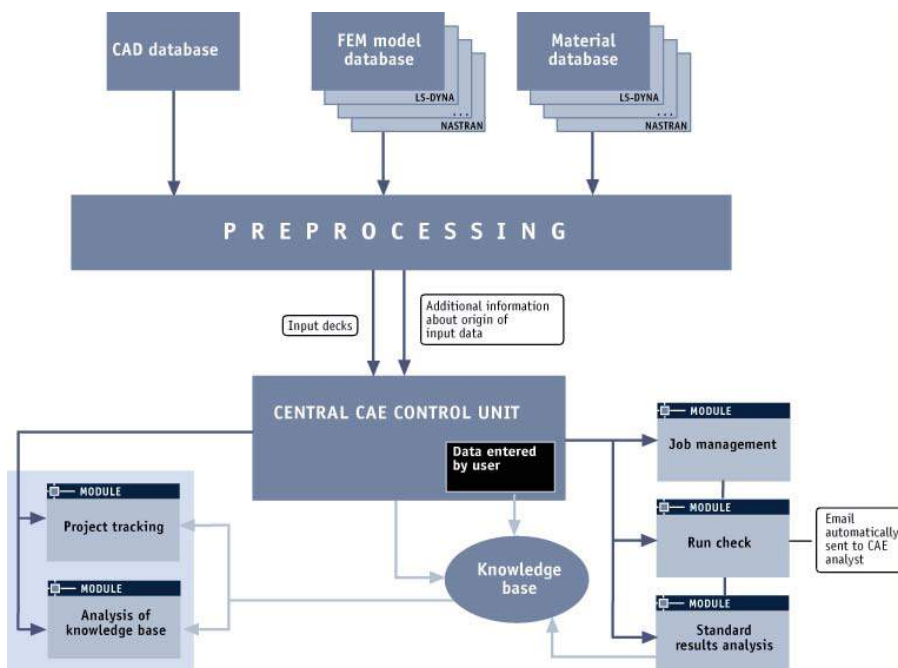 CAD database
FEM model
database
LS-DYNA
...
NASTRAN
Material
database
LS-DYNA
...
NASTRAN
PREPROCESSING
Input decks
Additional information
about origin of
input data
CENTRAL CAE CONTROL UNIT
Data entered
by user
MODULE
Job management
MODULE
Project tracking
MODULE
Run check
Email
automatically
sent to CAE
analyst
Knowledge
base
MODULE
Analysis of
knowledge base
MODULE
Standard
results analysis